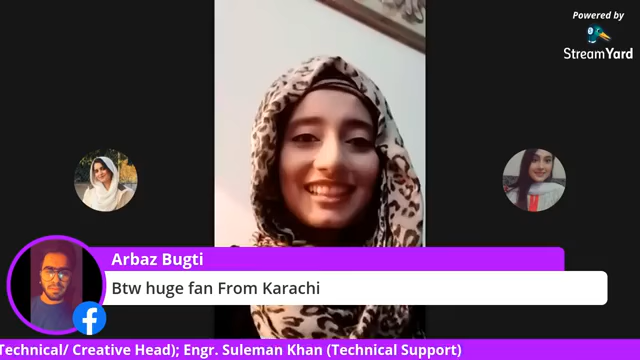 Powered by
StreamYard
Arbaz Bugti
Btw huge fan From Karachi
Technical/ Creative Head); Engr. Suleman Khan (Technical Support)